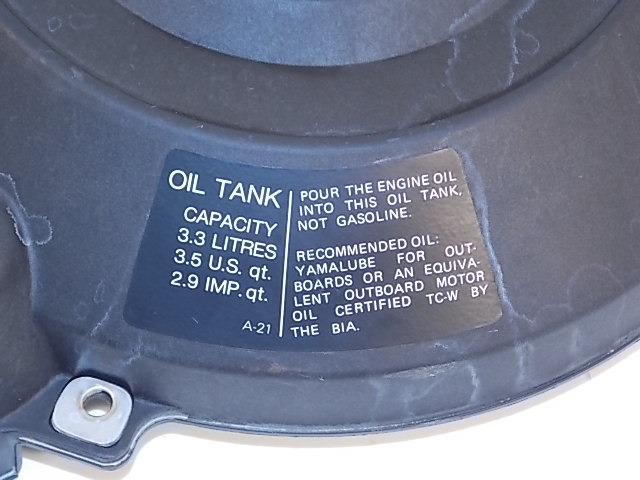 OIL TANK
CAPACITY
3.3 LITRES
3.5 U.S. qt.
2.9 IMP. qt.
A-21
POUR THE ENGINE OIL
INTO THIS OIL TANK,
NOT GASOLINE.
RECOMMENDED OIL:
YAMALUBE FOR OUT-
BOARDS OR AN EQUIVA-
LENT OUTBOARD MOTOR
OIL CERTIFIED TC-W BY
THE BIA.